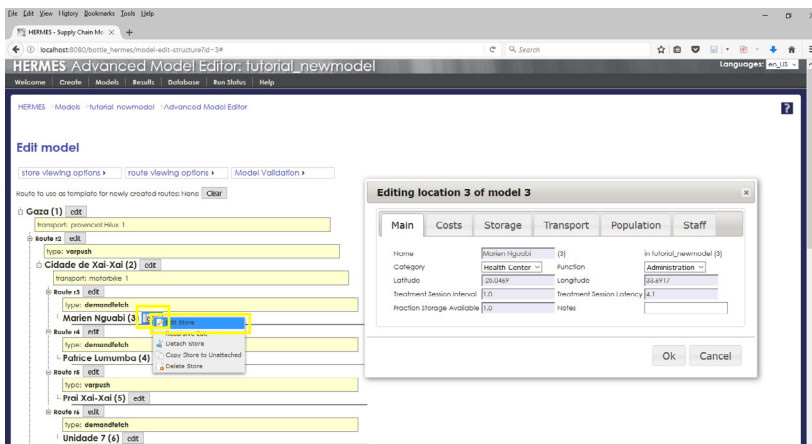 File Edit View History Bookmarks Tools Help
HERMES - Supply Chain Mo
localhost:8080/bottle_hermes/model-edit-structure?id=3#
Search
HERMES Advanced Model Editor: tutorial_newmodel
Languages: en_US
Welcome Create Models Results Database Run Status Help
HERMES Models tutorial_newmodel Advanced Model Editor
?
Edit model
store viewing options route viewing options Model Validation
Route to use as template for newly created routes: None Clear
Gaza (1) edit
transport: provincial Hilux 1
Route r2 edit
type: varpush
Cidade de Xai-Xai (2) edit
transport: motorbike 1
Route r3 edit
type: demandfetch
Marien Nguabi (3)
Edit Store
Detach Store
Copy Store to Unattached
Delete Store
Route r4 edit
type: demandfetch
Patrice Lumumba (4)
Route r5 edit
type: varpush
Prai Xai-Xai (5) edit
Route r6 edit
type: demandfetch
Unidade 7 (6) edit
Editing location 3 of model 3
Main Costs Storage Transport Population Staff
Name Marien Nguabi (3) in tutorial_newmodel (3)
Category Health Center Function Administration
Latitude -25.0469 Longitude 33.6917
Treatment Session Interval 1.0 Treatment Session Latency 4.1
Fraction Storage Available 1.0 Notes
Ok Cancel